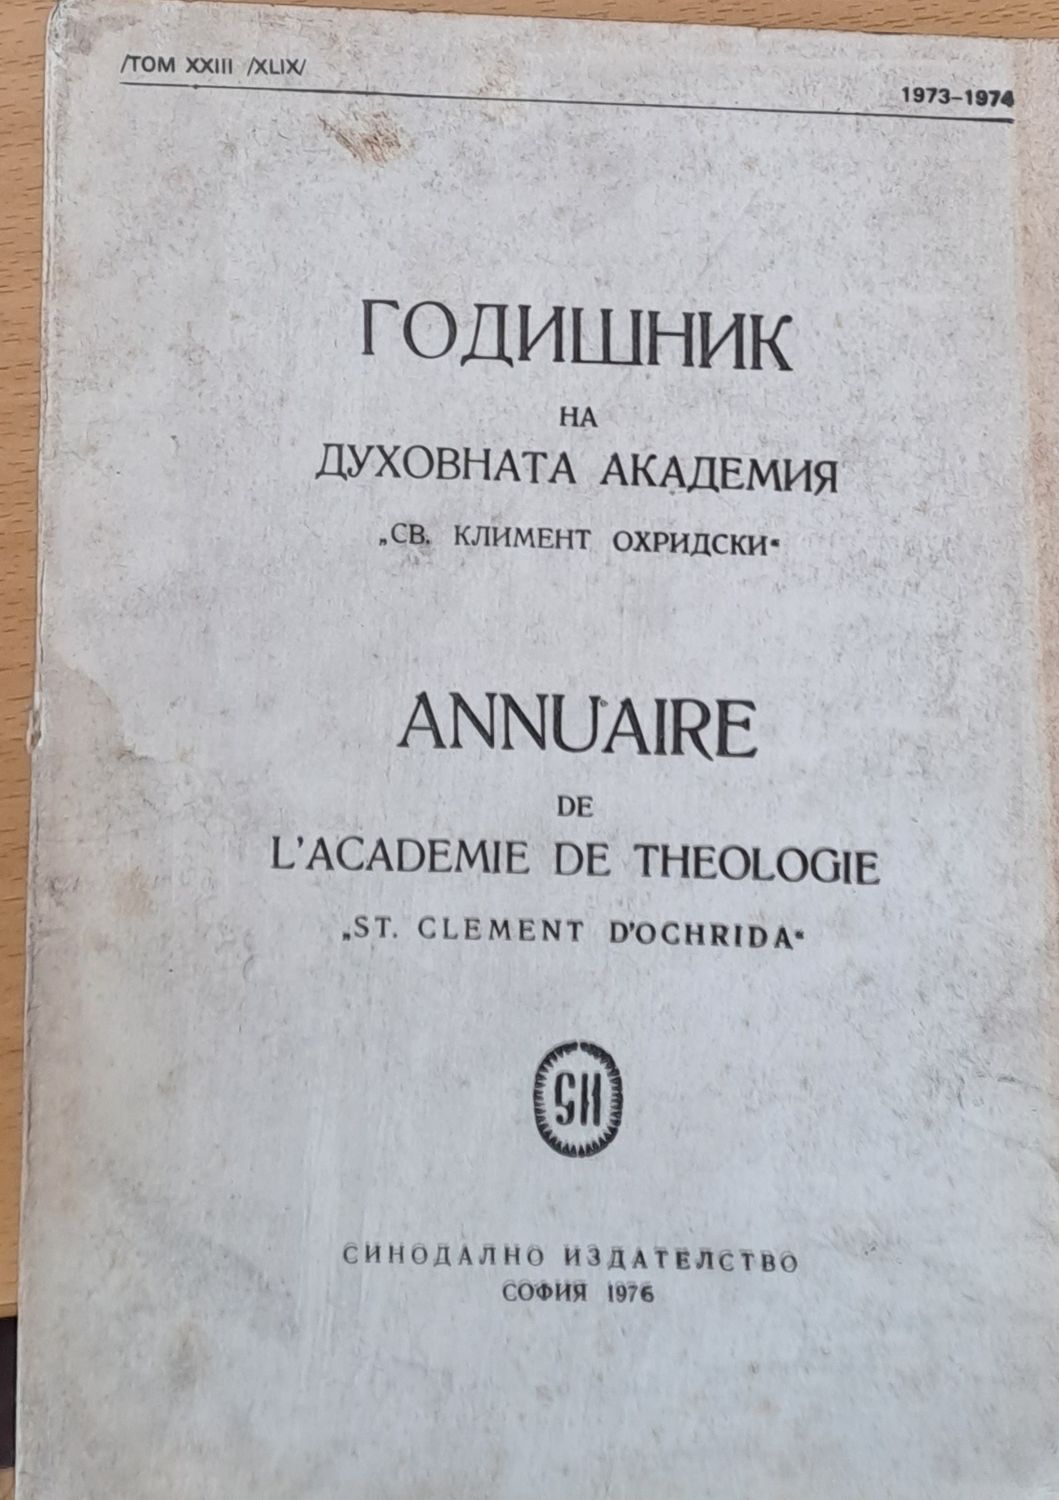 /ТОМ XXIII /XLIX/
1973–1974
ГОДИШНИК
НА
ДУХОВНАТА АКАДЕМИЯ
„СВ. КЛИМЕНТ ОХРИДСКИ“
ANNUAIRE
DE
L'ACADEMIE DE THEOLOGIE
„ST. CLEMENT D'OCHRIDA“
СИ
СИНОДАЛНО ИЗДАТЕЛСТВО
СОФИЯ 1976